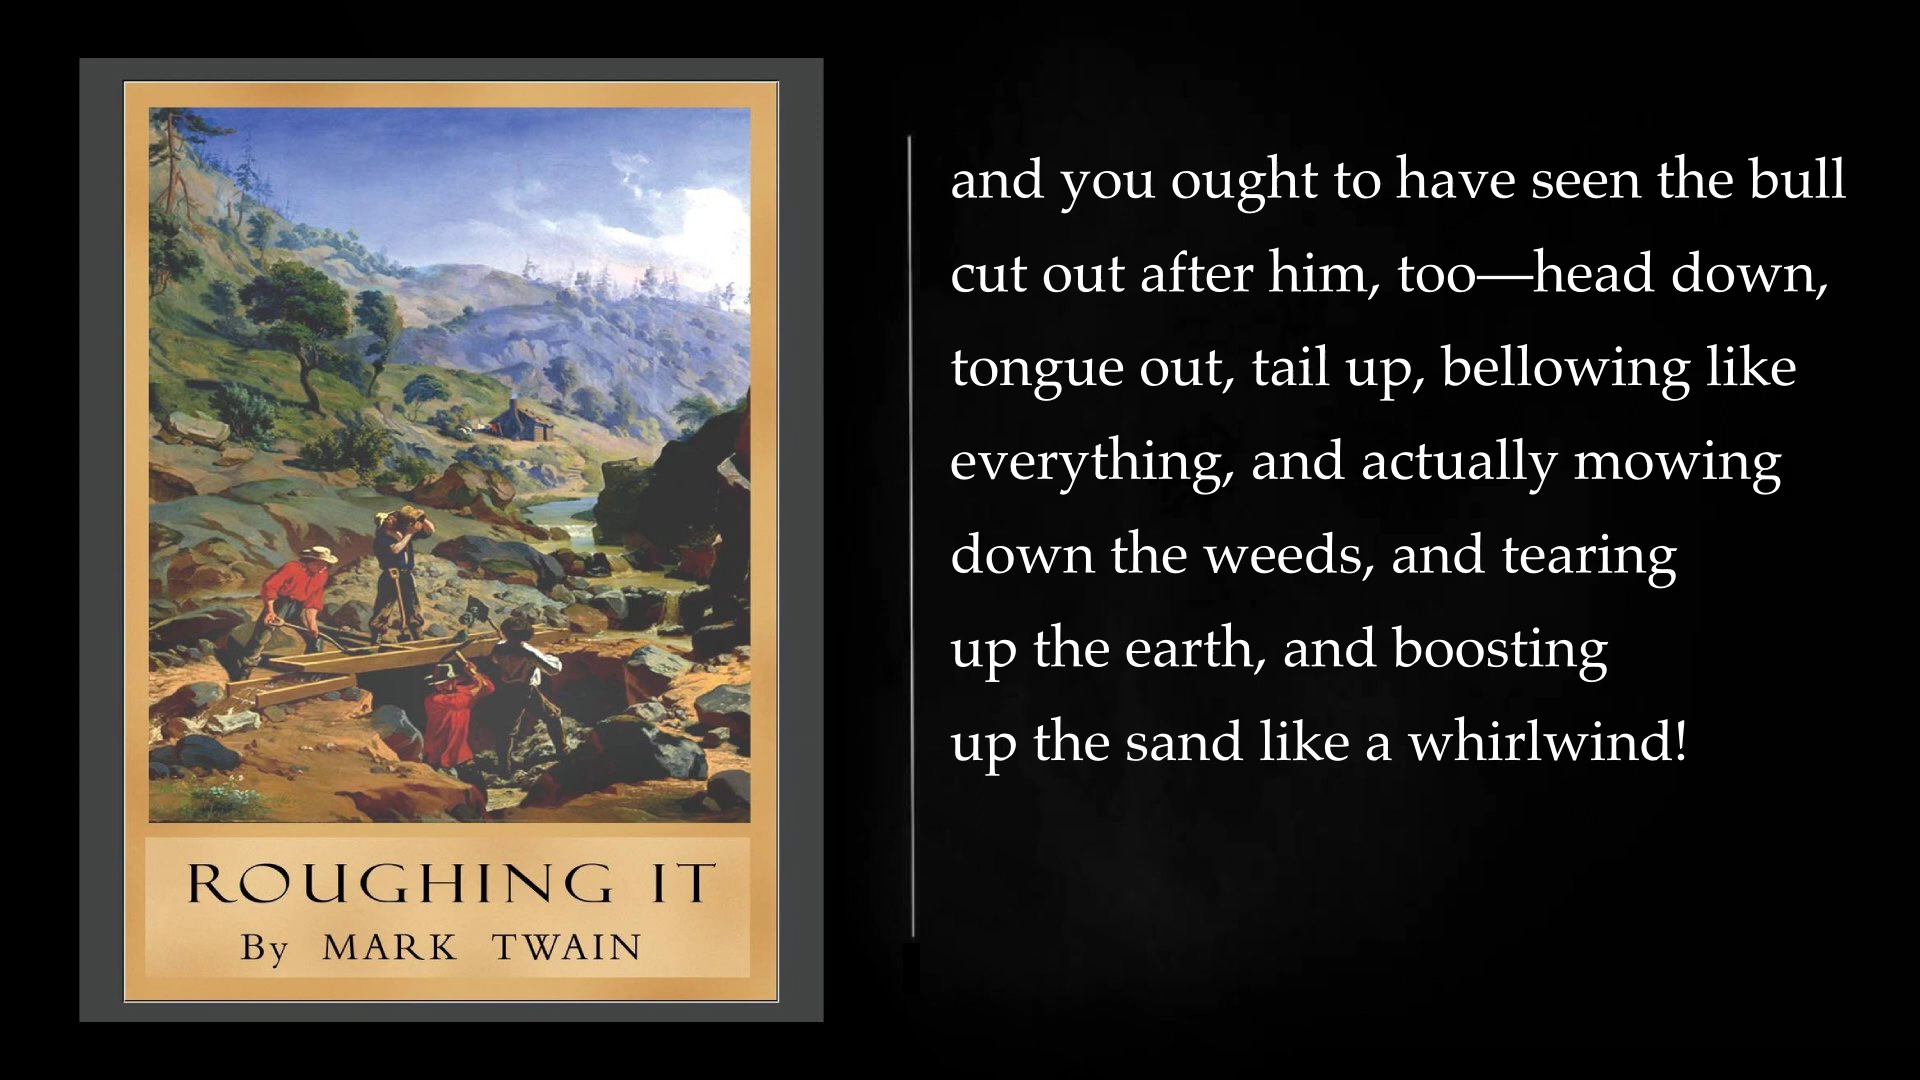 ROUGHING IT
By MARK TWAIN
and you ought to have seen the bull
cut out after him, too—head down,
tongue out, tail up, bellowing like
everything, and actually mowing
down the weeds, and tearing
up the earth, and boosting
up the sand like a whirlwind!